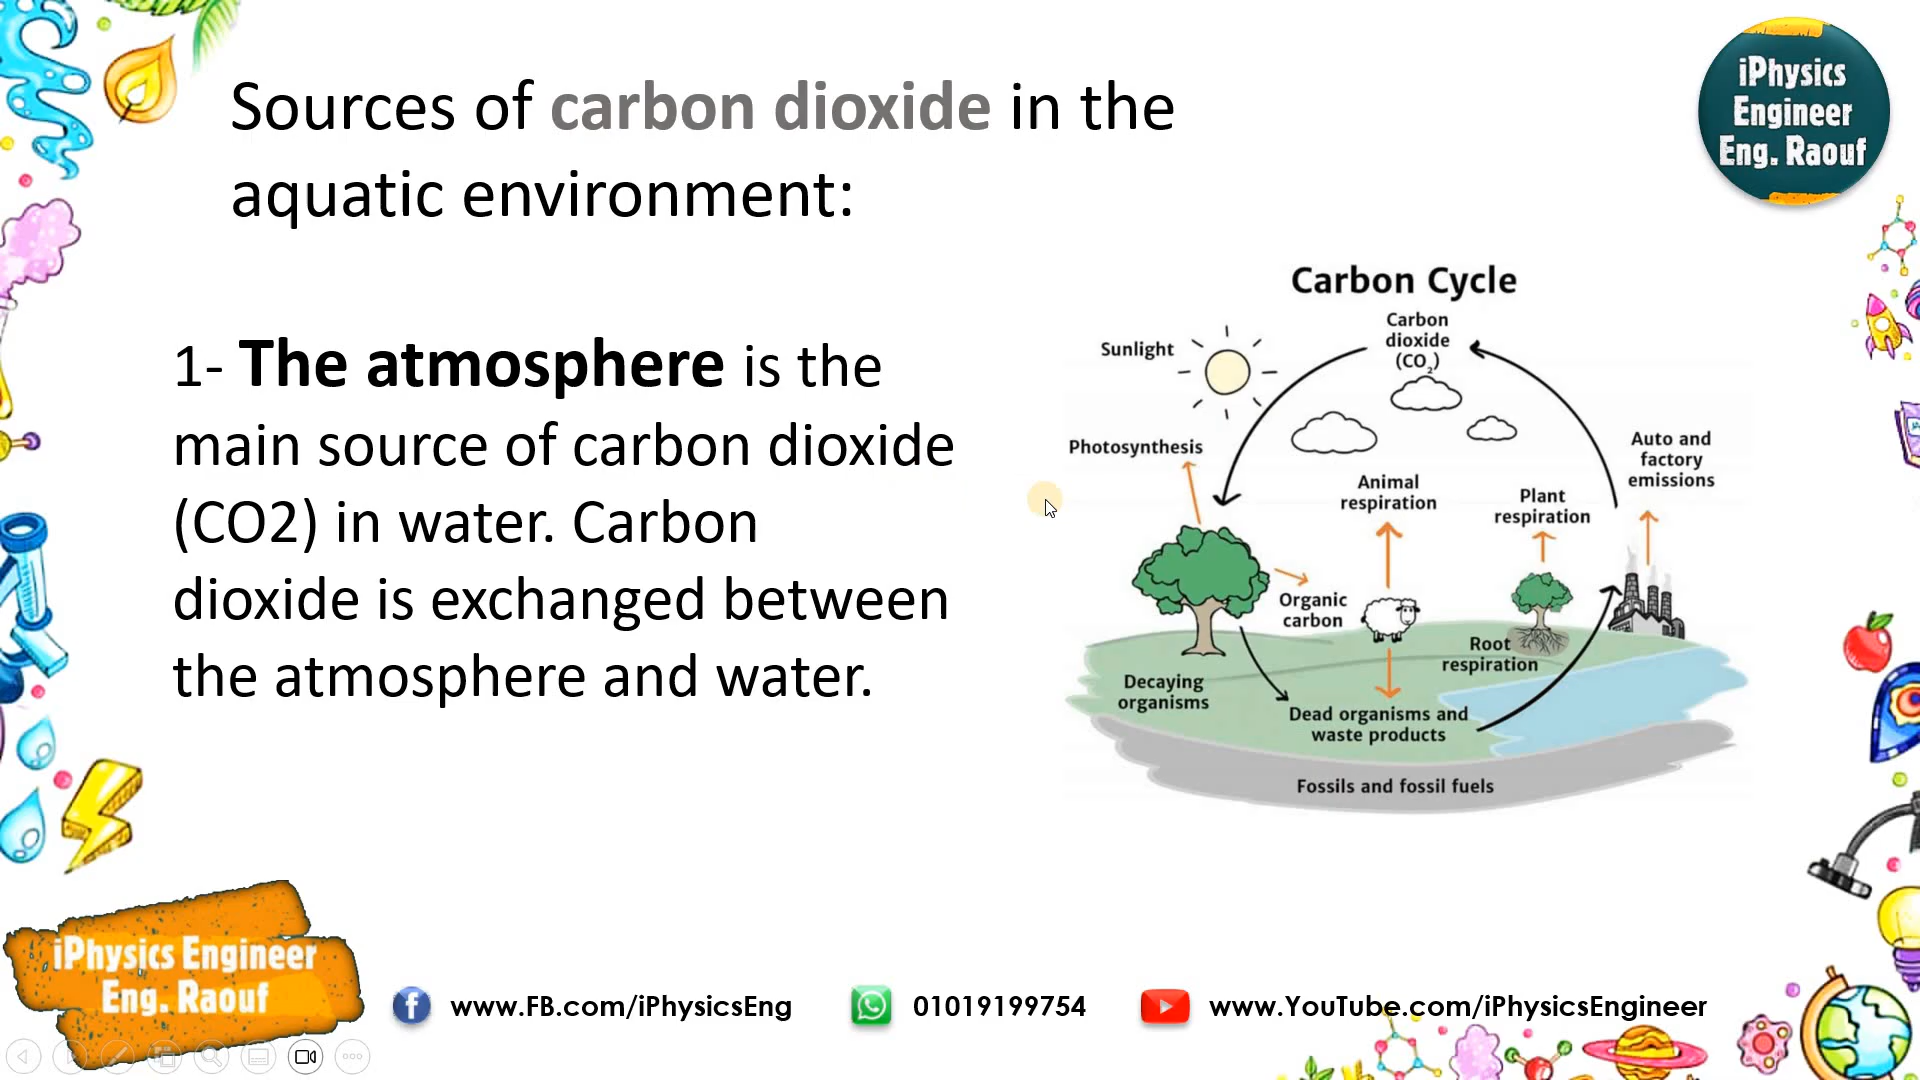 Sources of carbon dioxide in the
aquatic environment:
iPhysics
Engineer
Eng. Raouf
1- The atmosphere is the
main source of carbon dioxide
(CO2) in water. Carbon
dioxide is exchanged between
the atmosphere and water.
Carbon Cycle
Carbon
dioxide
(CO2)
Sunlight
Photosynthesis
Animal
respiration
Plant
respiration
Auto and
factory
emissions
Organic
carbon
Root
respiration
Decaying
organisms
Dead organisms and
waste products
Fossils and fossil fuels
iPhysics Engineer
Eng. Raouf
www.FB.com/iPhysicsEng
01019199754
www.YouTube.com/iPhysicsEngineer